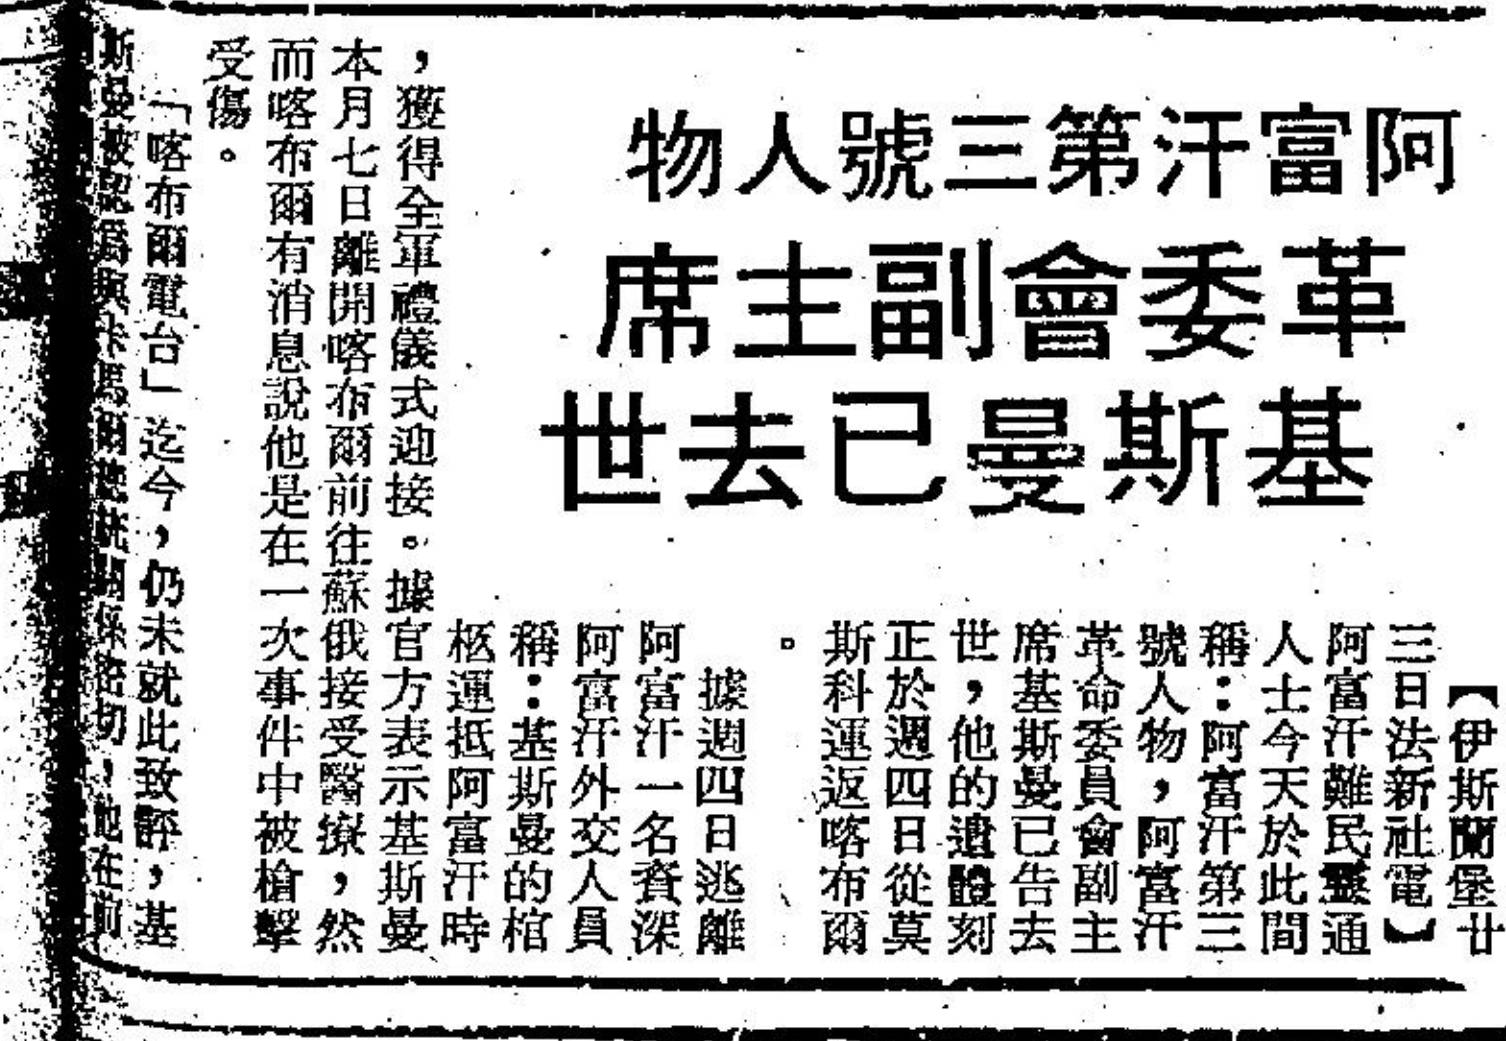 阿富汗第三號人物
革委會副主席
基斯曼已去世
【伊斯蘭堡廿
三日法新社電】
阿富汗難民靈通
人士今天於此間
稱：阿富汗第三
號人物，阿富汗
革命委員會副主
席基斯曼已告去
世，他的遺體刻
正於週四日從莫
斯科運返喀布爾
。
據週四日逃離
阿富汗一名資深
阿富汗外交人員
稱：基斯曼的棺
柩運抵阿富汗時
，獲得全軍禮儀式迎接。據官方表示基斯曼
本月七日離開喀布爾前往蘇俄接受醫療，然
而喀布爾有消息說他是在一次事件中被槍擊
受傷。
「喀布爾電台」迄今，仍未就此致評，基
斯曼被認爲與卡馬爾總統關係密切，他在前